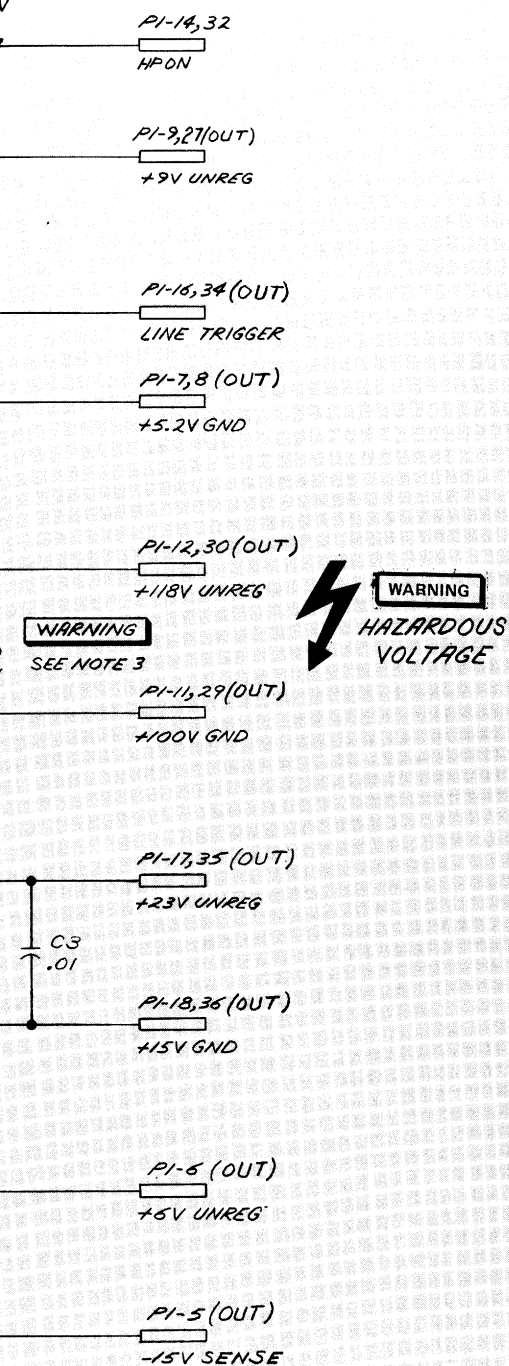 P1-14,32
HPON
P1-9,27(OUT)
+9V UNREG
P1-16,34(OUT)
LINE TRIGGER
P1-7,8(OUT)
+5.2V GND
P1-12,30(OUT)
+118V UNREG
WARNING
HAZARDOUS
VOLTAGE
WARNING
SEE NOTE 3
P1-11,29(OUT)
+100V GND
P1-17,35(OUT)
+23V UNREG
C3
.01
P1-18,36(OUT)
+15V GND
P1-6 (OUT)
+6V UNREG
P1-5(OUT)
-15V SENSE